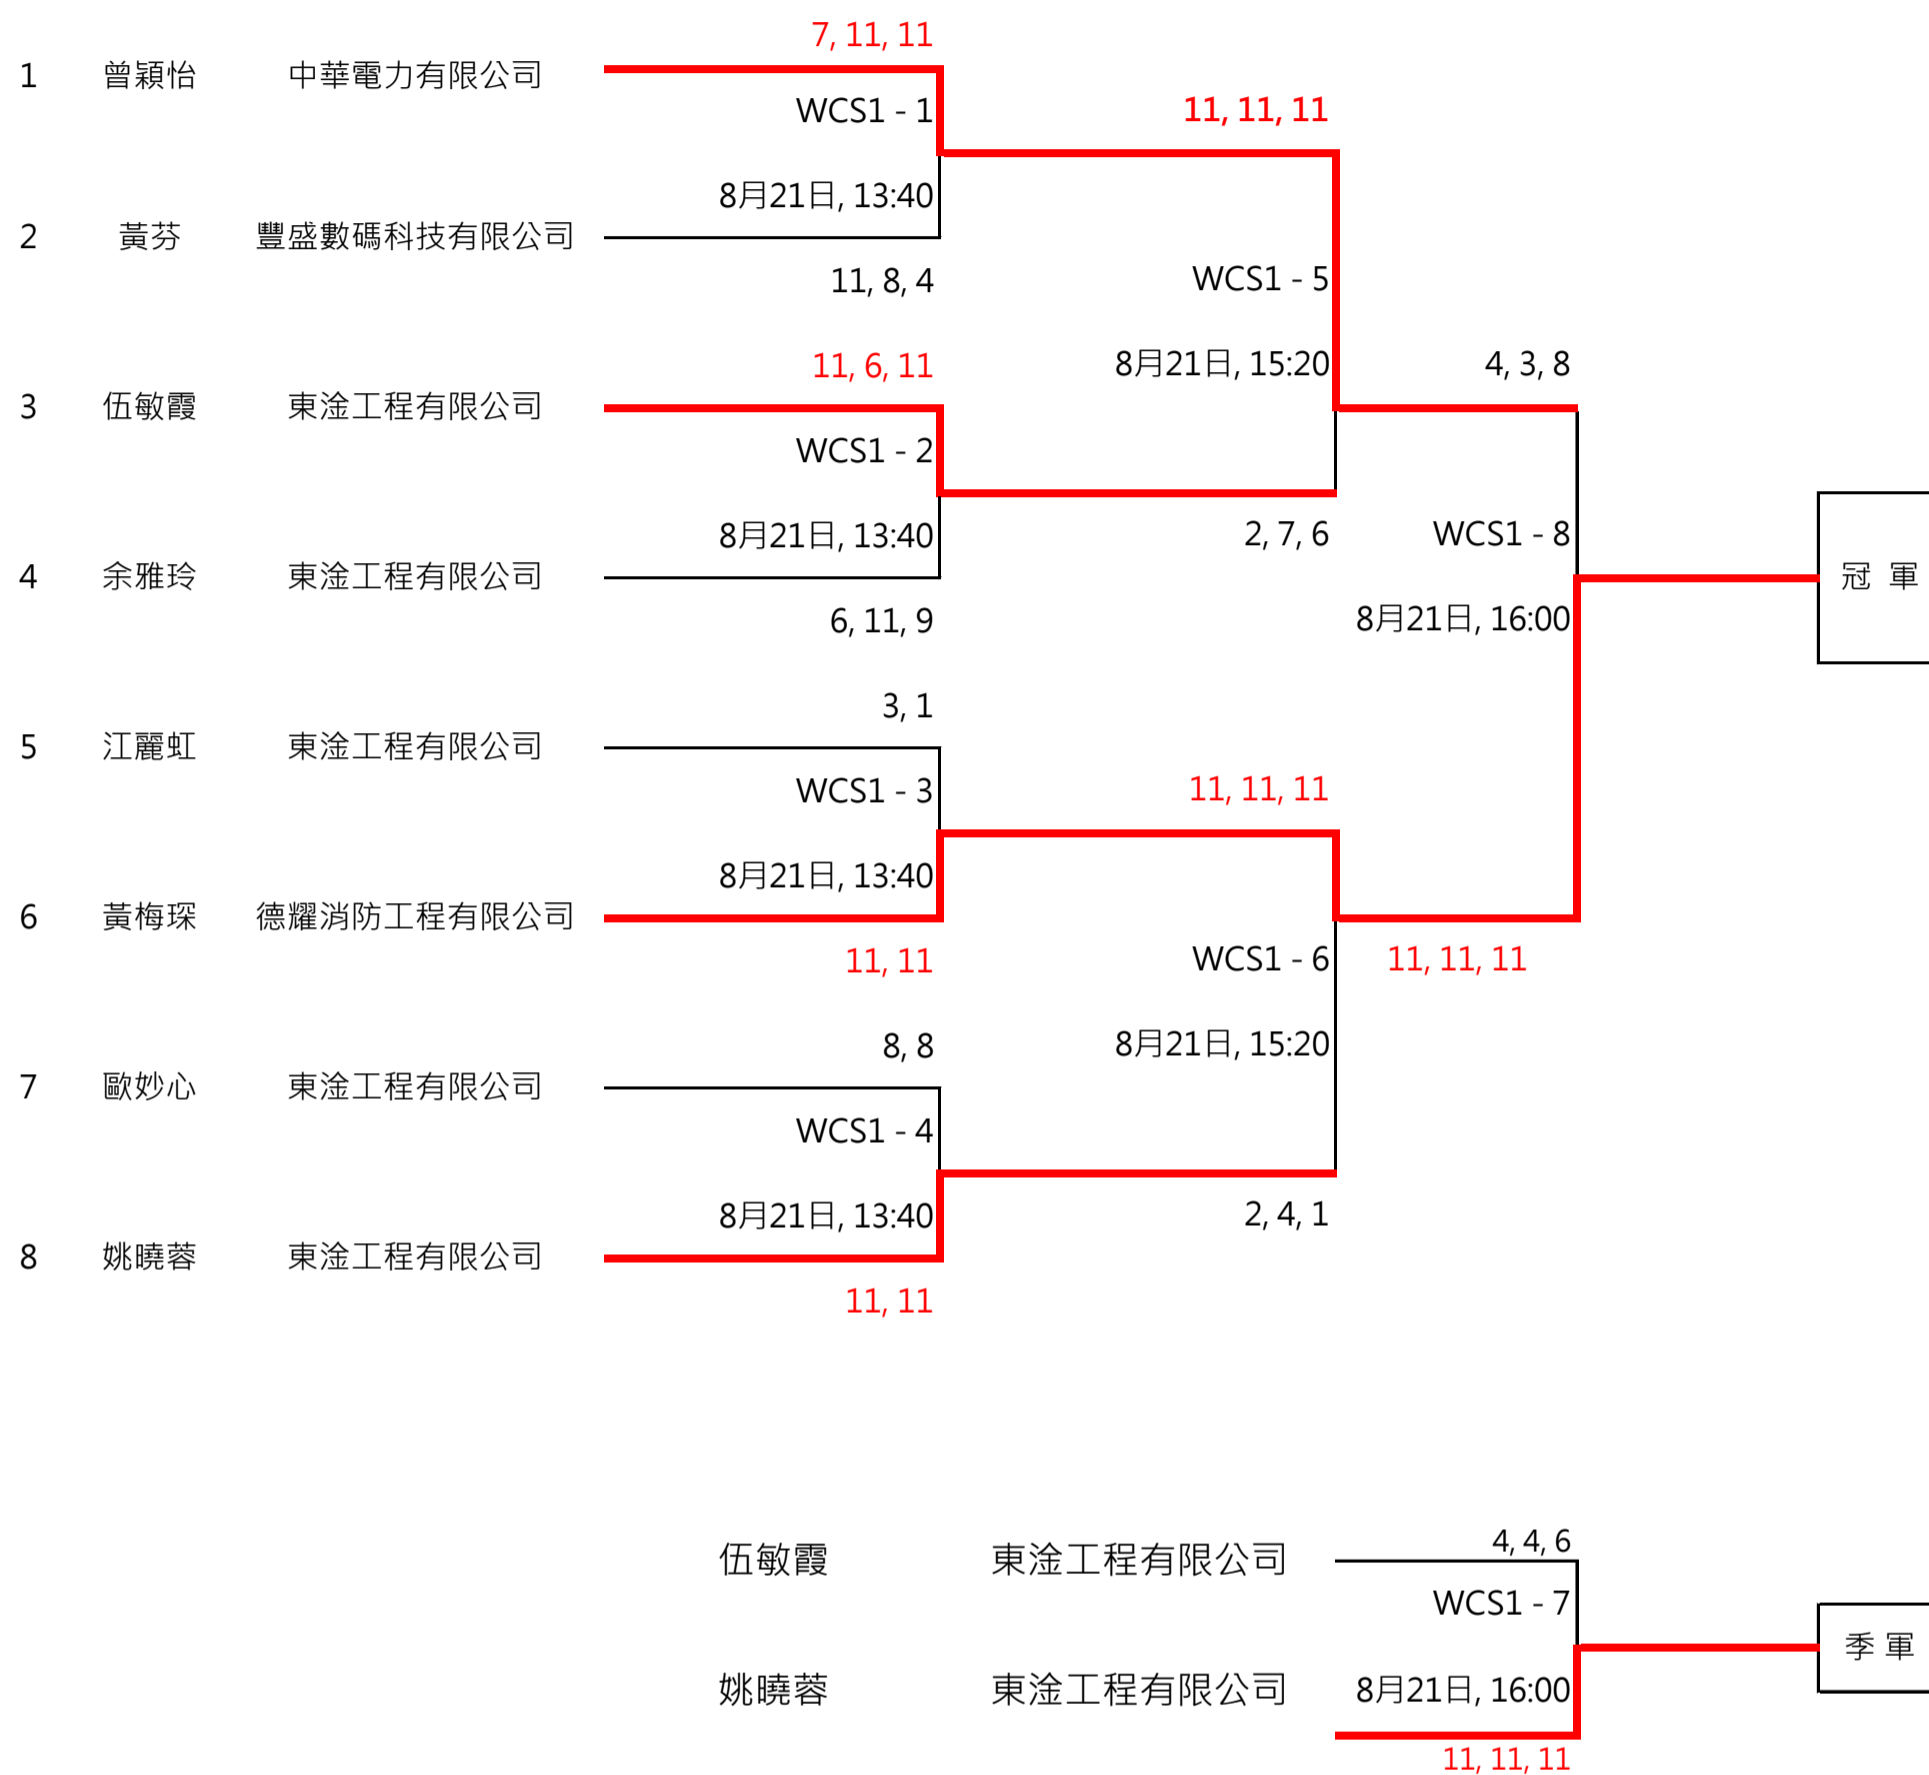 7, 11, 11
1 曾穎怡 中華電力有限公司
WCS1 - 1
11, 11, 11
8月21日, 13:40
2 黃芬 豐盛數碼科技有限公司
11, 8, 4
WCS1 - 5
11, 6, 11
8月21日, 15:20
4, 3, 8
3 伍敏霞 東淦工程有限公司
WCS1 - 2
8月21日, 13:40
2, 7, 6
WCS1 - 8
4 余雅玲 東淦工程有限公司
冠 軍
6, 11, 9
8月21日, 16:00
3, 1
5 江麗虹 東淦工程有限公司
WCS1 - 3
11, 11, 11
8月21日, 13:40
6 黃梅琛 德耀消防工程有限公司
11, 11
WCS1 - 6
11, 11, 11
8, 8
8月21日, 15:20
7 歐妙心 東淦工程有限公司
WCS1 - 4
8月21日, 13:40
2, 4, 1
8 姚曉蓉 東淦工程有限公司
11, 11
4, 4, 6
伍敏霞 東淦工程有限公司
WCS1 - 7
季 軍
姚曉蓉 東淦工程有限公司
8月21日, 16:00
11, 11, 11